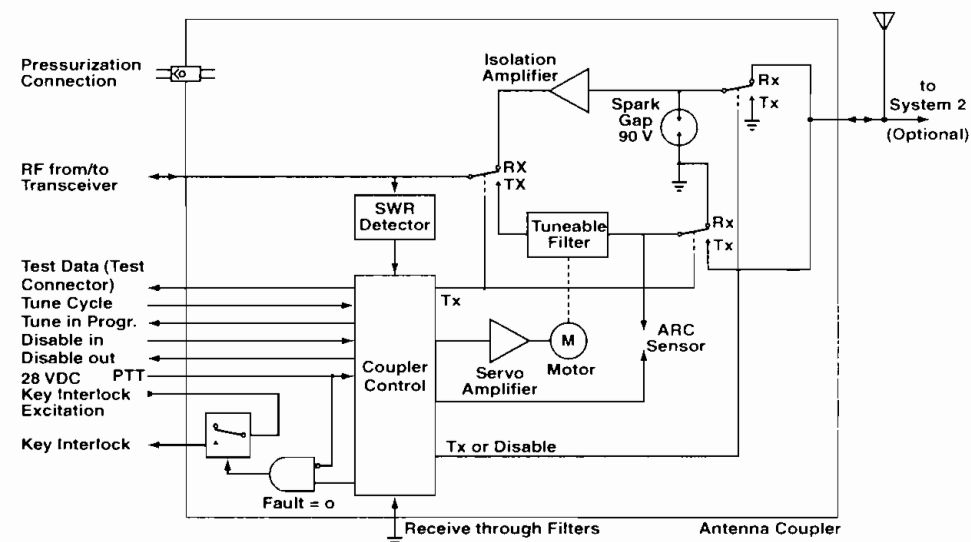 Pressurization
Connection
Isolation
Amplifier
Spark
Gap
90 V
Rx
Tx
to
System 2
(Optional)
RF from/to
Transceiver
RX
TX
SWR
Detector
Tuneable
Filter
Rx
Tx
Test Data (Test
Connector)
Tune Cycle
Tune in Progr.
Disable in
Disable out
28 VDC PTT
Key Interlock
Excitation
Key Interlock
Tx
Coupler
Control
Servo
Amplifier
M
Motor
ARC
Sensor
Tx or Disable
Fault = o
Receive through Filters
Antenna Coupler